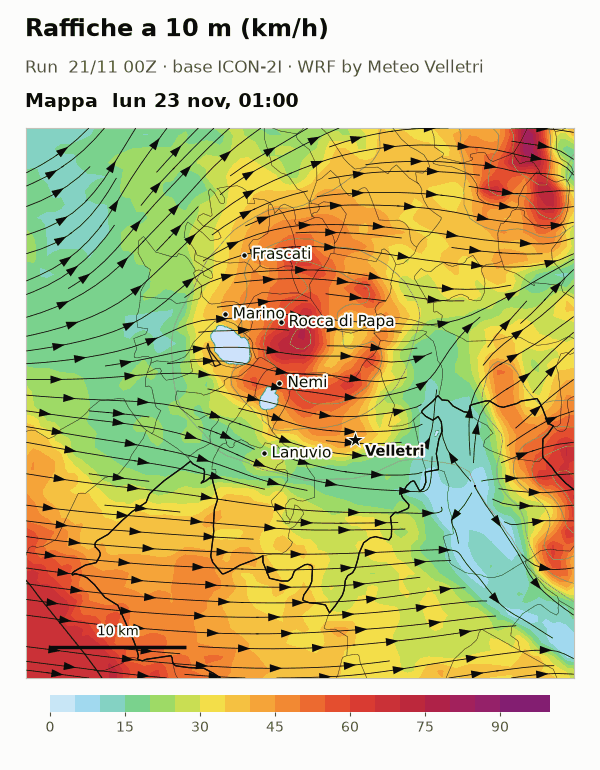 Raffiche a 10 m (km/h)
Run  21/11 00Z · base ICON-2I · WRF by Meteo Velletri
Mappa  lun 23 nov, 01:00
Frascati
Marino
Rocca di Papa
Nemi
Velletri
Lanuvio
10 km
0 15 30 45 60 75 90